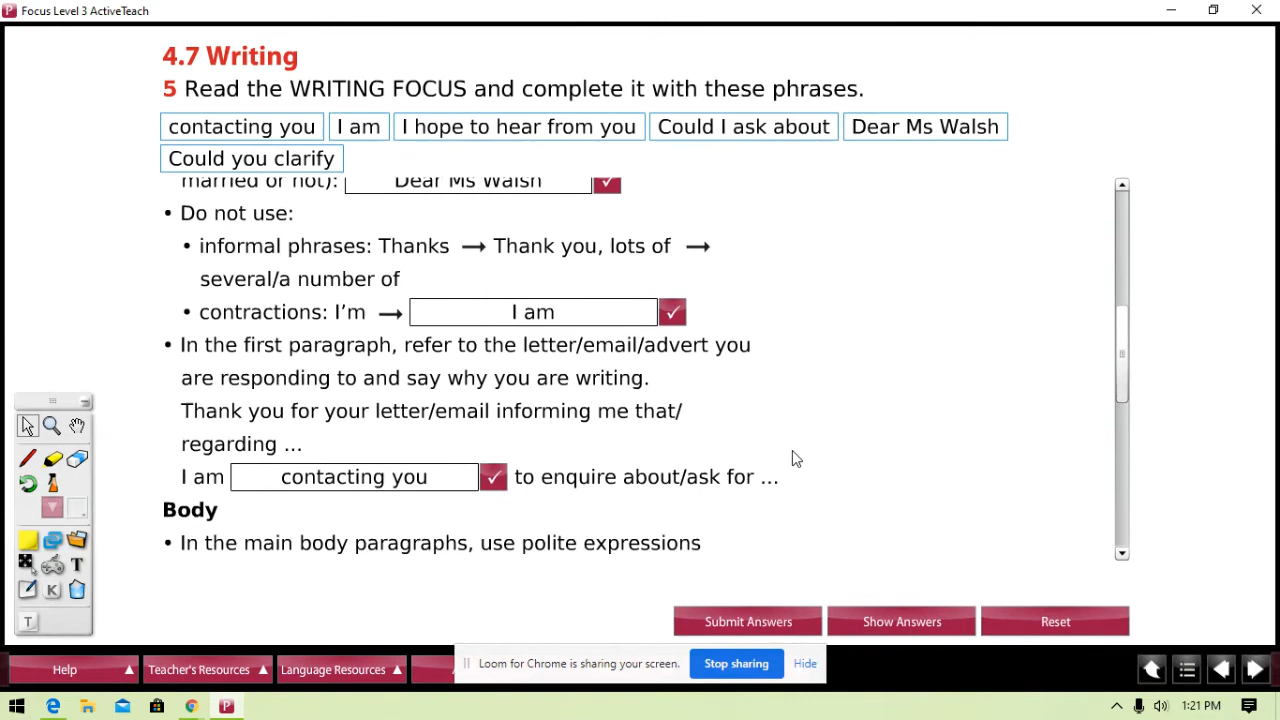 Focus Level 3 ActiveTeach
4.7 Writing
5 Read the WRITING FOCUS and complete it with these phrases.
contacting you I am I hope to hear from you Could I ask about Dear Ms Walsh
Could you clarify
married or not): Dear Ms Walsh ✓
• Do not use:
• informal phrases: Thanks → Thank you, lots of →
several/a number of
• contractions: I'm → I am ✓
• In the first paragraph, refer to the letter/email/advert you
are responding to and say why you are writing.
Thank you for your letter/email informing me that/
regarding ...
I am contacting you ✓ to enquire about/ask for ...
Body
• In the main body paragraphs, use polite expressions
T
K
T
Submit Answers Show Answers Reset
Help Teacher's Resources Language Resources
Loom for Chrome is sharing your screen. Stop sharing Hide
1:21 PM